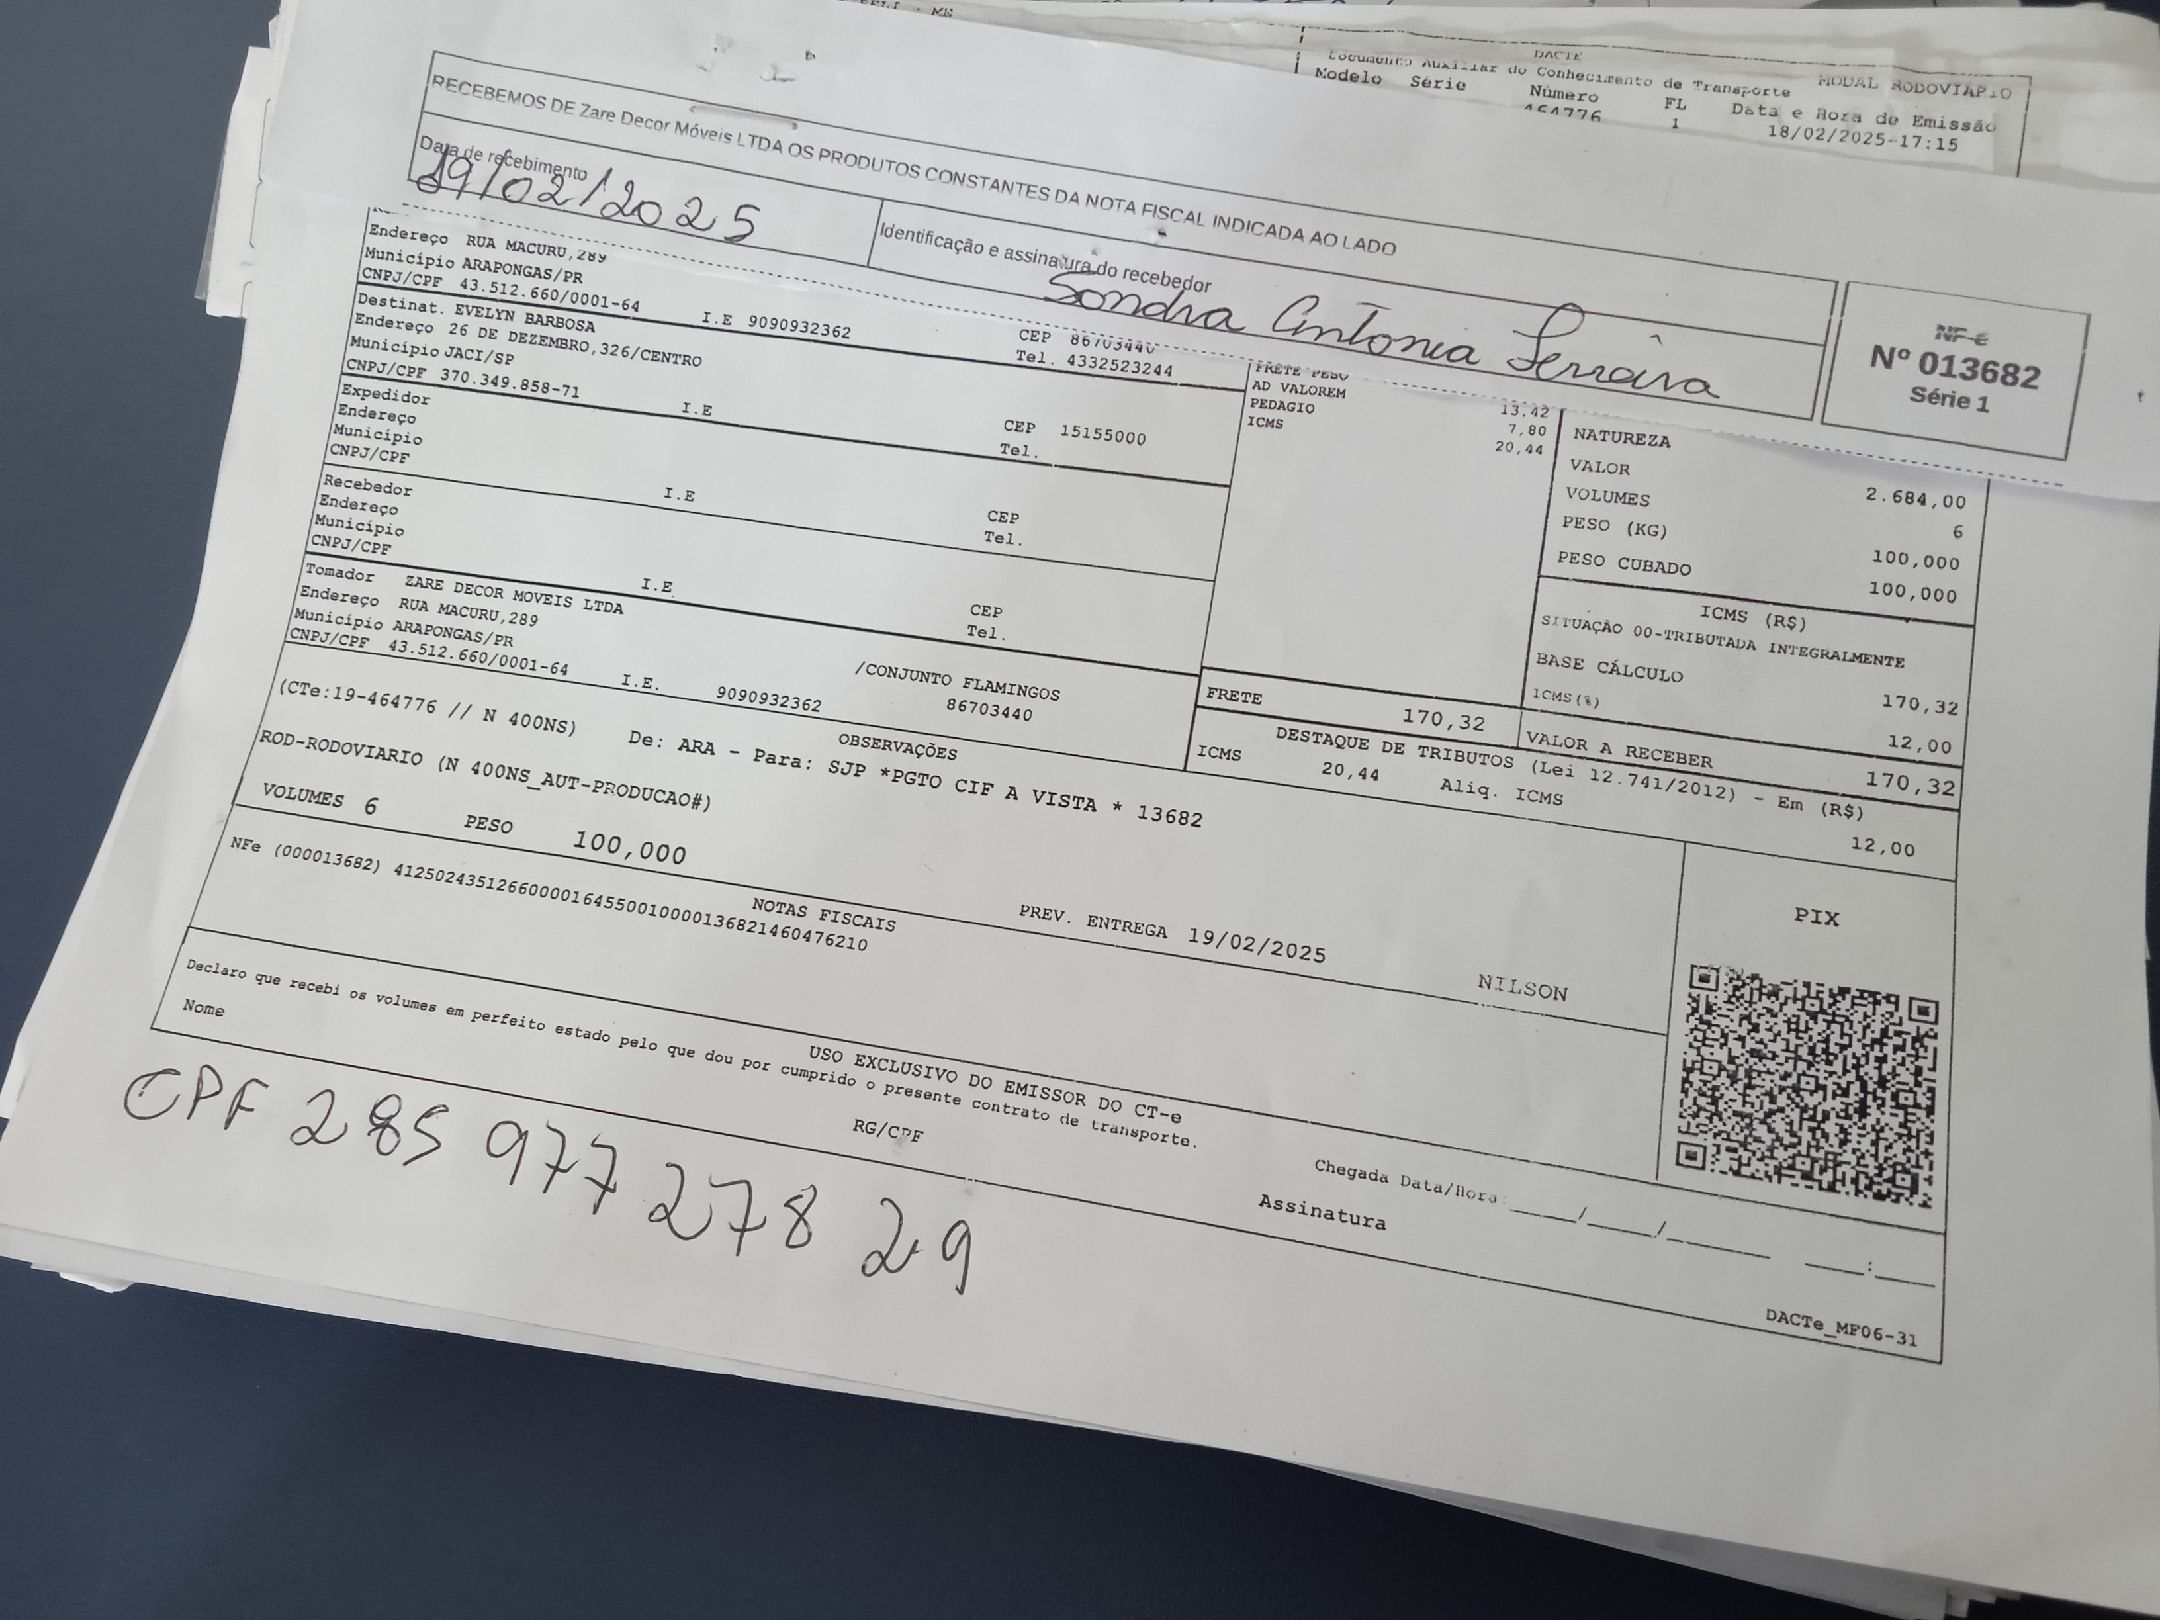 DACTE
Documento Auxiliar do Conhecimento de Transporte MODAL RODOVIÁRIO
Modelo Série Número FL Data e Hora de Emissão
464776 1 18/02/2025-17:15
RECEBEMOS DE Zare Decor Móveis LTDA OS PRODUTOS CONSTANTES DA NOTA FISCAL INDICADA AO LADO
Data de recebimento
19/02/2025
Identificação e assinatura do recebedor
Sandra Antonia Ferreira
NF-e
Nº 013682
Série 1
Endereço RUA MACURU,289
Município ARAPONGAS/PR CEP 86703440
CNPJ/CPF 43.512.660/0001-64 I.E 9090932362 Tel. 4332523244
Destinat. EVELYN BARBOSA
Endereço 26 DE DEZEMBRO,326/CENTRO
Município JACI/SP CEP 15155000
CNPJ/CPF 370.349.858-71 I.E Tel.
Expedidor
Endereço
Município CEP
CNPJ/CPF I.E Tel.
Recebedor
Endereço
Município CEP
CNPJ/CPF I.E Tel.
Tomador ZARE DECOR MOVEIS LTDA
Endereço RUA MACURU,289 /CONJUNTO FLAMINGOS
Município ARAPONGAS/PR 86703440
CNPJ/CPF 43.512.660/0001-64 I.E. 9090932362
FRETE PESO
AD VALOREM 13,42
PEDAGIO 7,80
ICMS 20,44
FRETE 170,32
NATUREZA
VALOR 2.684,00
VOLUMES 6
PESO (KG) 100,000
PESO CUBADO 100,000
ICMS (R$)
SITUAÇÃO 00-TRIBUTADA INTEGRALMENTE
BASE CÁLCULO 170,32
ICMS(%) 12,00
VALOR A RECEBER 170,32
DESTAQUE DE TRIBUTOS (Lei 12.741/2012) - Em (R$)
ICMS 20,44 Aliq. ICMS 12,00
OBSERVAÇÕES
(CTe:19-464776 // N 400NS) De: ARA - Para: SJP *PGTO CIF A VISTA * 13682
ROD-RODOVIARIO (N 400NS_AUT-PRODUCAO#)
VOLUMES 6 PESO 100,000 PREV. ENTREGA 19/02/2025 NILSON
NOTAS FISCAIS
NFe (000013682) 41250243512660000164550010000136821460476210
PIX
USO EXCLUSIVO DO EMISSOR DO CT-e
Declaro que recebi os volumes em perfeito estado pelo que dou por cumprido o presente contrato de transporte.
Chegada Data/Hora:____/____/______ ____:____
Nome RG/CPF Assinatura
DACTe_MF06-31
CPF 285 977 278 29